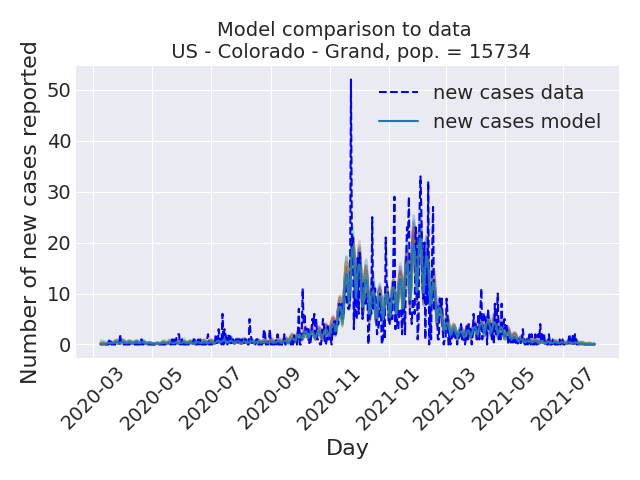 Model comparison to data
US - Colorado - Grand, pop. = 15734
Number of new cases reported
50
40
30
20
10
0
new cases data
new cases model
2020-03
2020-05
2020-07
2020-09
2020-11
2021-01
2021-03
2021-05
2021-07
Day